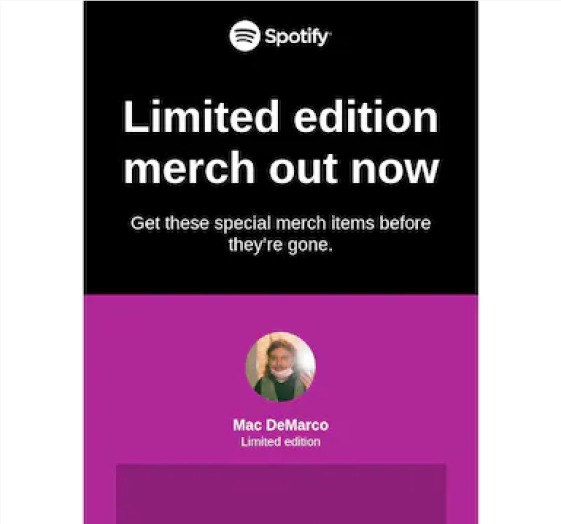 Spotify
Limited edition
merch out now
Get these special merch items before
they're gone.
Mac DeMarco
Limited edition